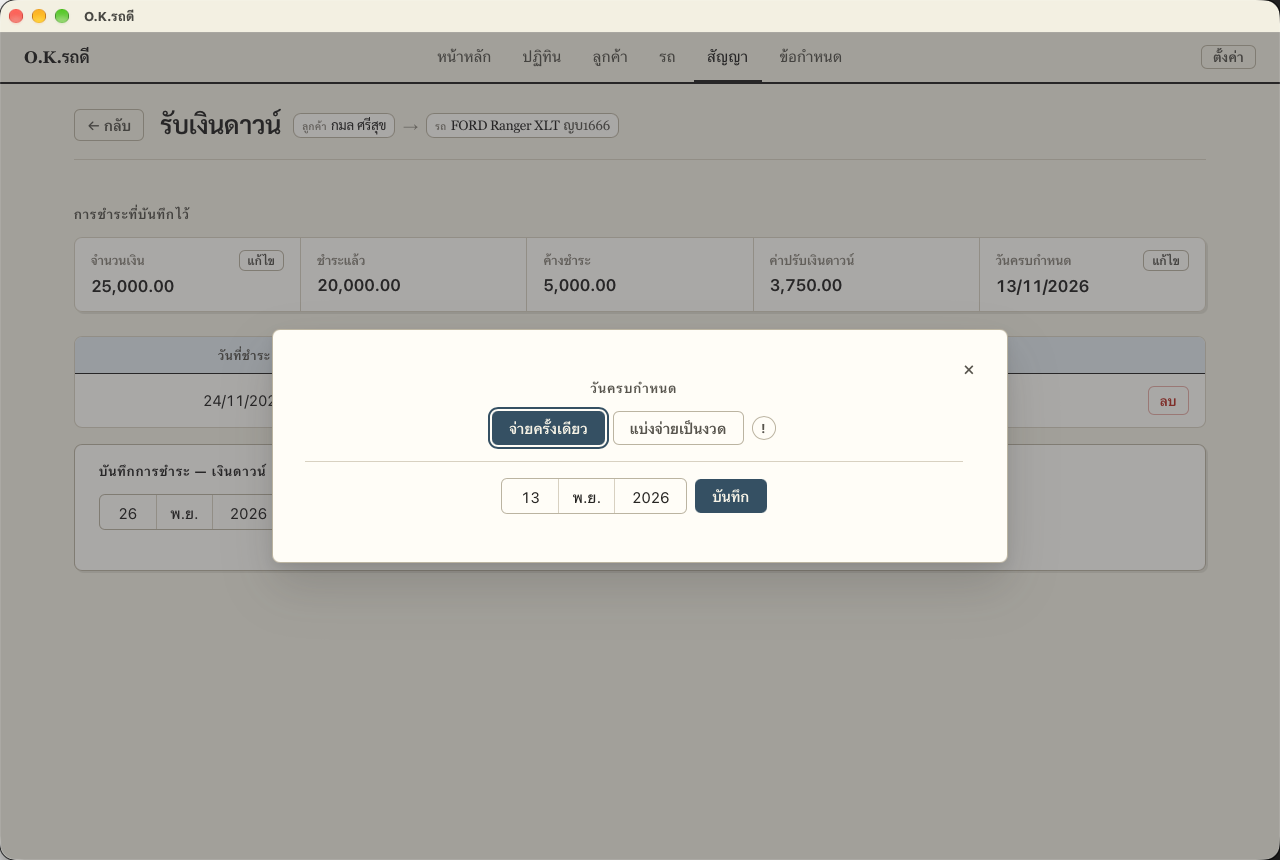 O.K.รถดี
O.K.รถดี
หน้าหลัก ปฏิทิน ลูกค้า รถ สัญญา ข้อกำหนด ตั้งค่า
← กลับ รับเงินดาวน์ ลูกค้า กมล ศรีสุข → รถ FORD Ranger XLT ญบ1666
การชำระที่บันทึกไว้
จำนวนเงิน แก้ไข ชำระแล้ว ค้างชำระ ค่าปรับเงินดาวน์ วันครบกำหนด แก้ไข
25,000.00 20,000.00 5,000.00 3,750.00 13/11/2026
วันที่ชำระ
×
วันครบกำหนด
24/11/202 ลบ
จ่ายครั้งเดียว แบ่งจ่ายเป็นงวด !
บันทึกการชำระ — เงินดาวน์
13 พ.ย. 2026 บันทึก
26 พ.ย. 2026